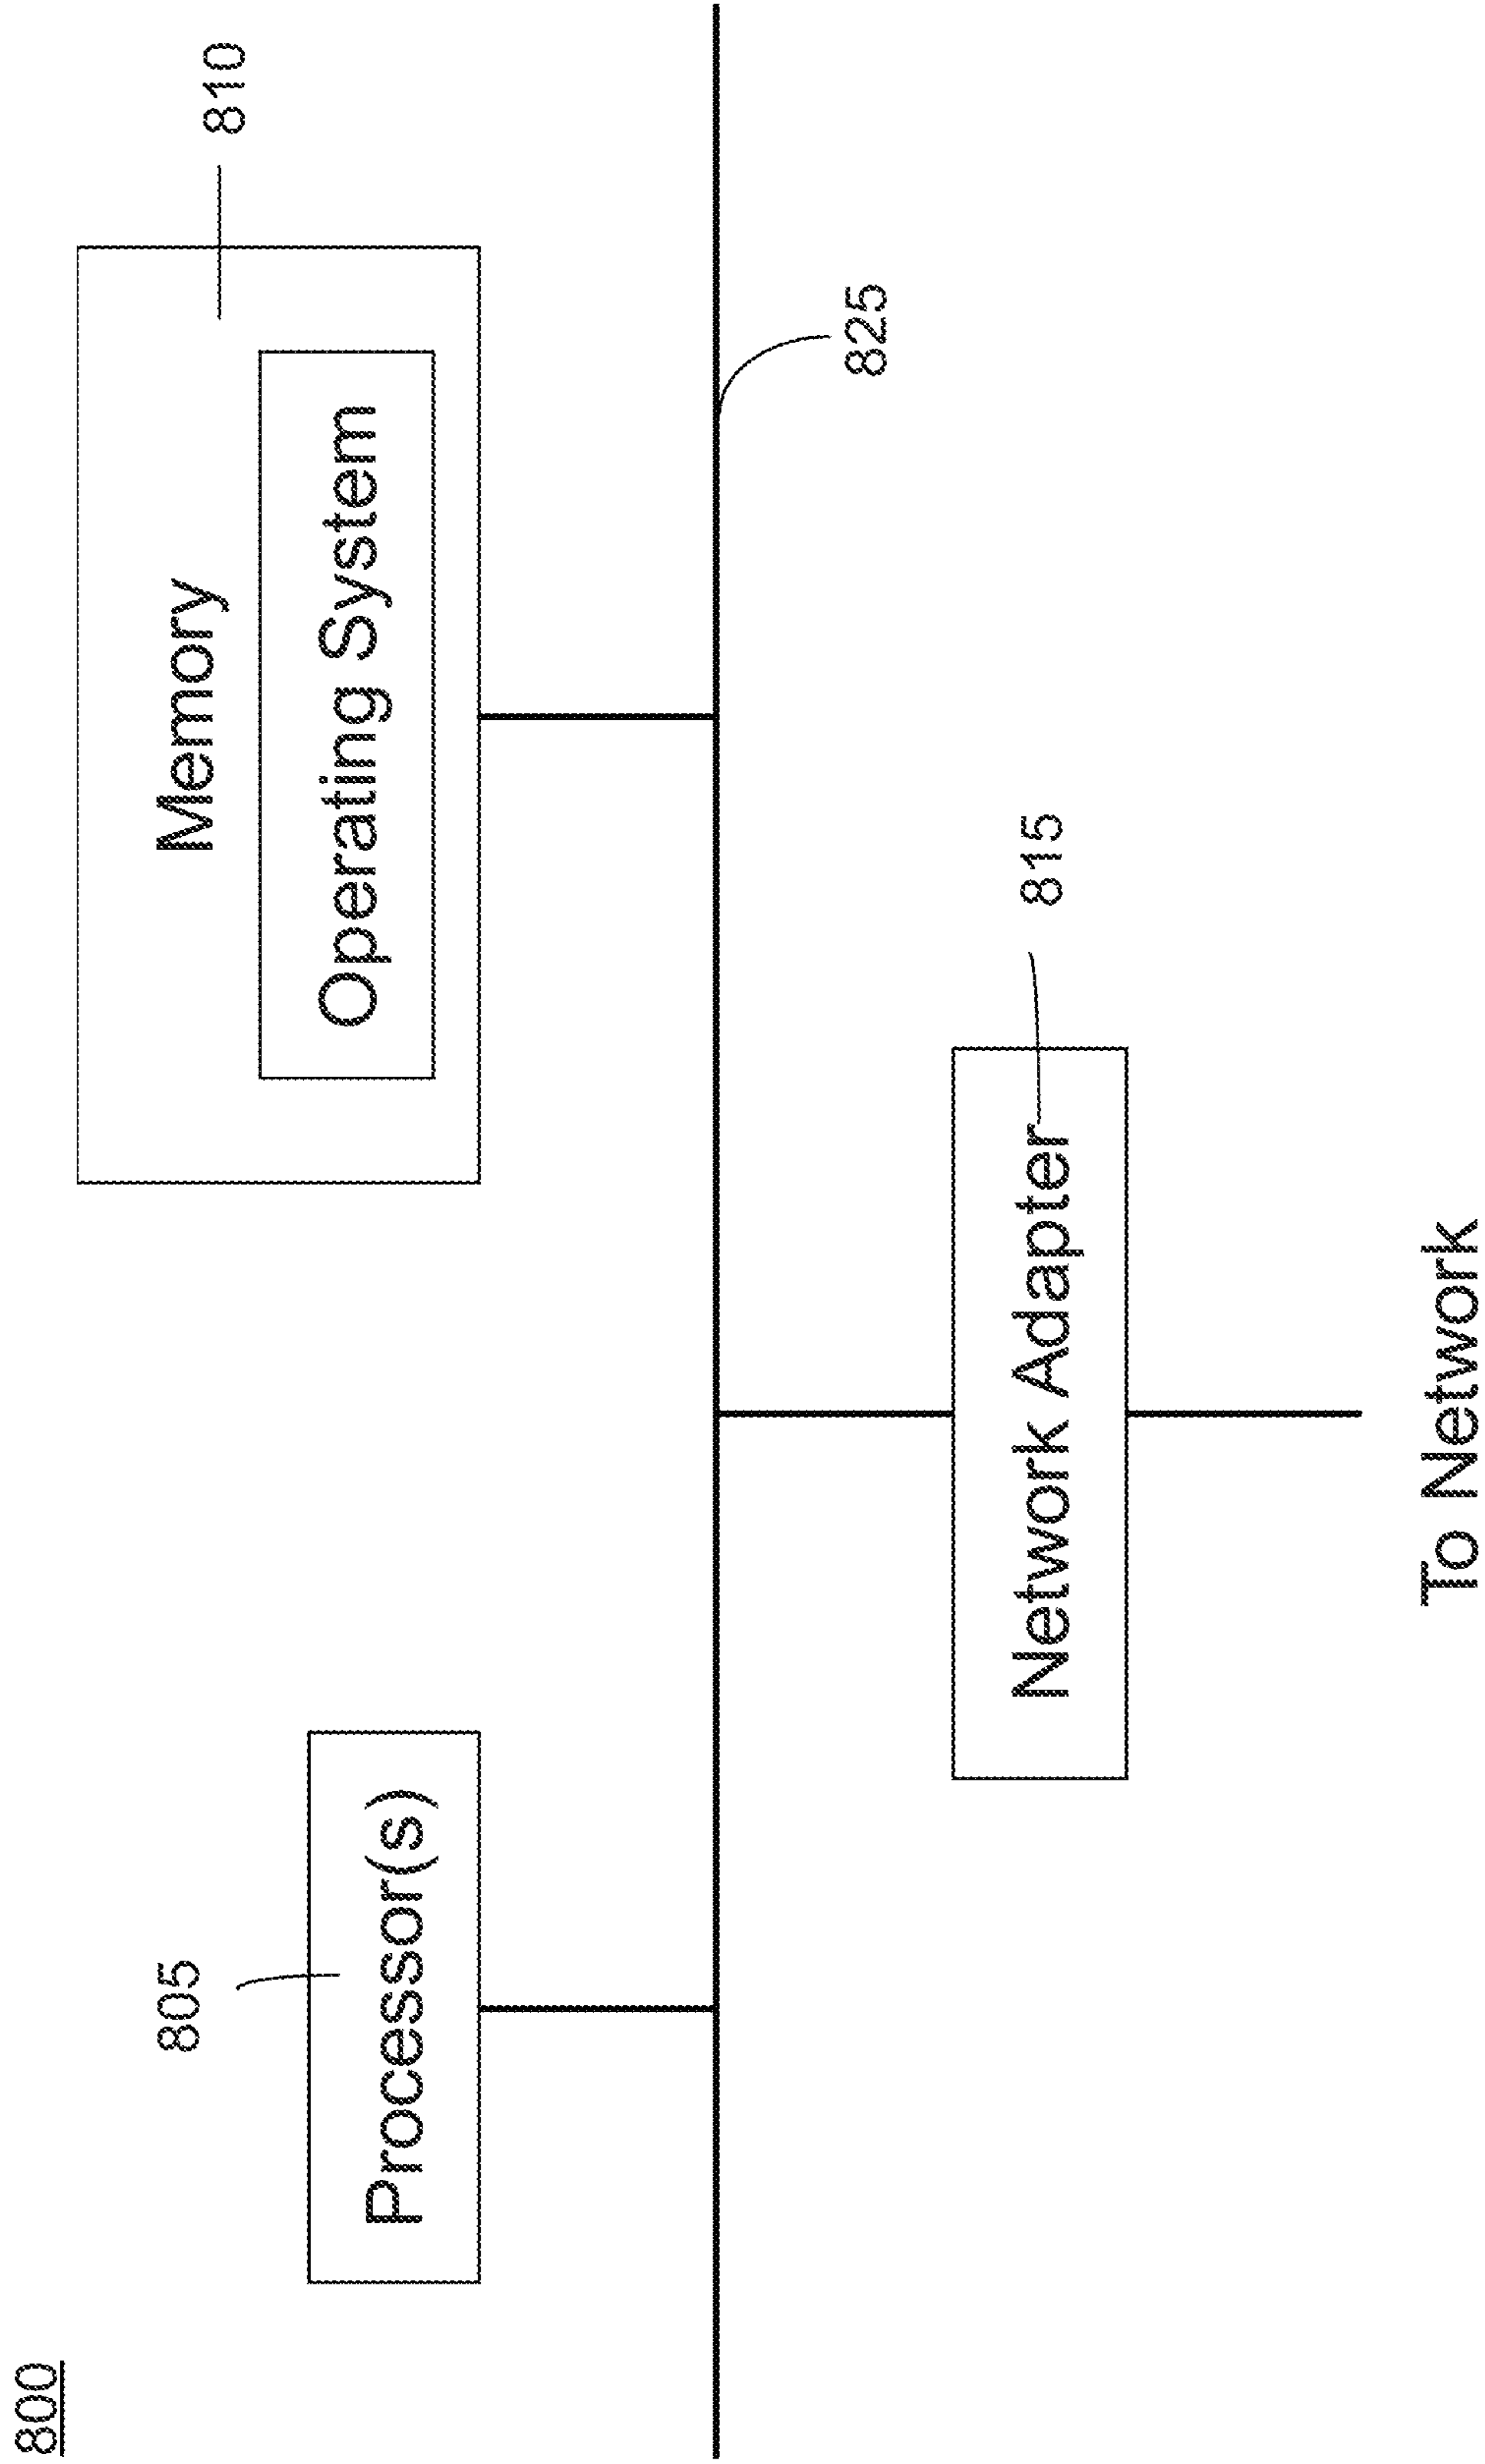 800
805
Processor(s)
810
Memory
Operating System
825
815
Network Adapter
To Network